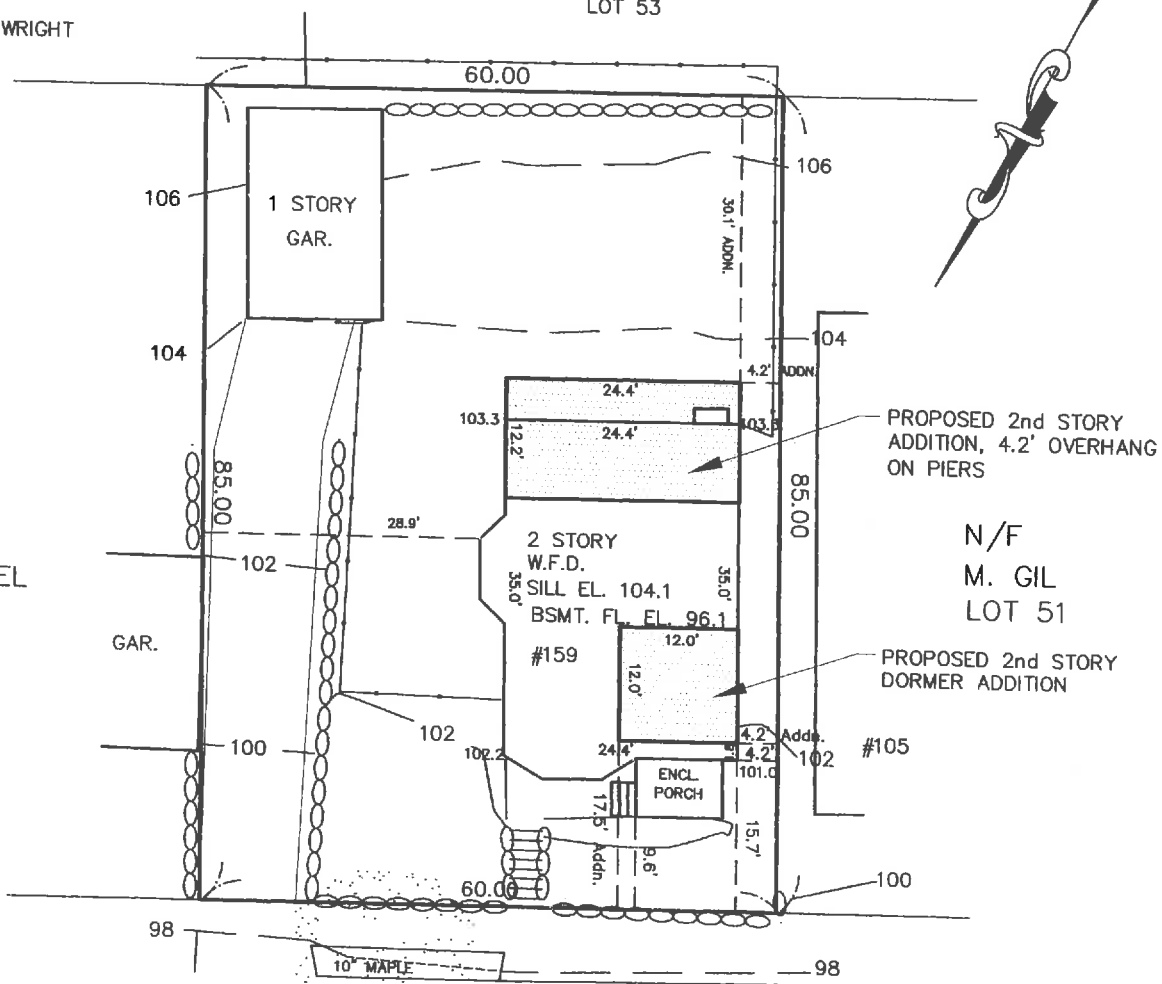 LOT 53
WRIGHT
60.00
106
106
1 STORY
GAR.
30.1' ADDN.
104
104
4.2' ADDN.
24.4'
103.3
24.4'
12.2'
PROPOSED 2nd STORY
ADDITION, 4.2' OVERHANG
ON PIERS
85.00
85.00
28.9'
2 STORY
W.F.D.
SILL EL. 104.1
BSMT. FL. EL. 96.1
35.0'
35.0'
N/F
M. GIL
LOT 51
102
EL
GAR.
#159
12.0'
12.0'
PROPOSED 2nd STORY
DORMER ADDITION
102
100
102.2
24.4'
4.2' Addn.
4.2'
102
#105
101.0
ENCL.
PORCH
17.5' Addn.
9.6'
15.7'
60.00
100
98
10" MAPLE
98